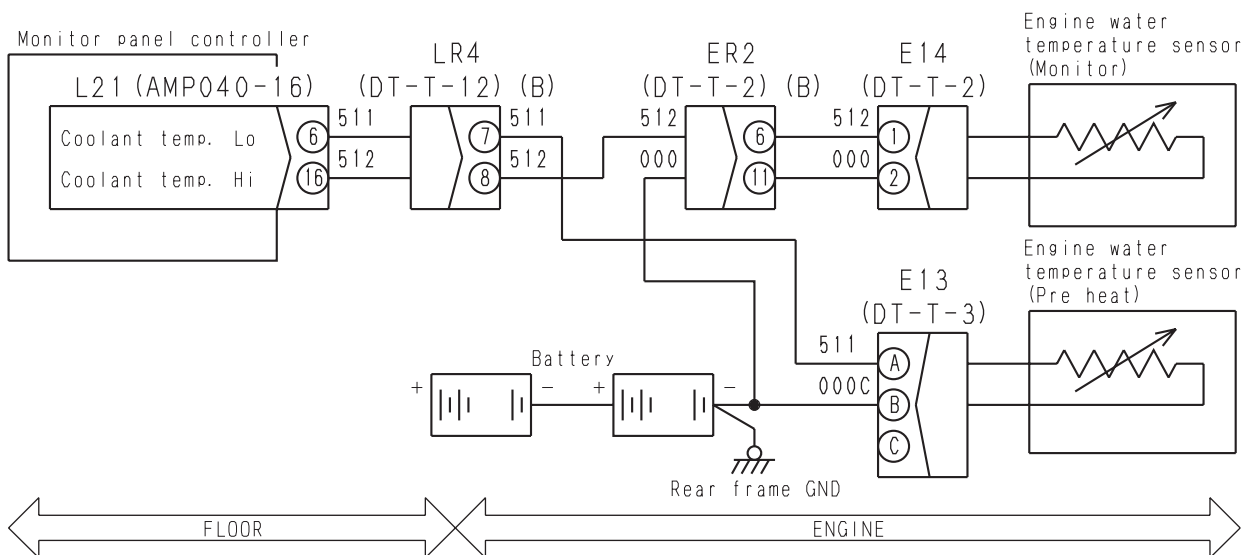 Monitor panel controller
L21 (AMP040-16)
Coolant temp. Lo
Coolant temp. Hi
6
16
511
512
LR4
(DT-T-12) (B)
7
8
511
512
ER2
(DT-T-2) (B)
512
000
6
11
E14
(DT-T-2)
512
000
1
2
Engine water
temperature sensor
(Monitor)
Engine water
temperature sensor
(Pre heat)
E13
(DT-T-3)
511
000C
A
B
C
Battery
+ - + -
Rear frame GND
FLOOR
ENGINE